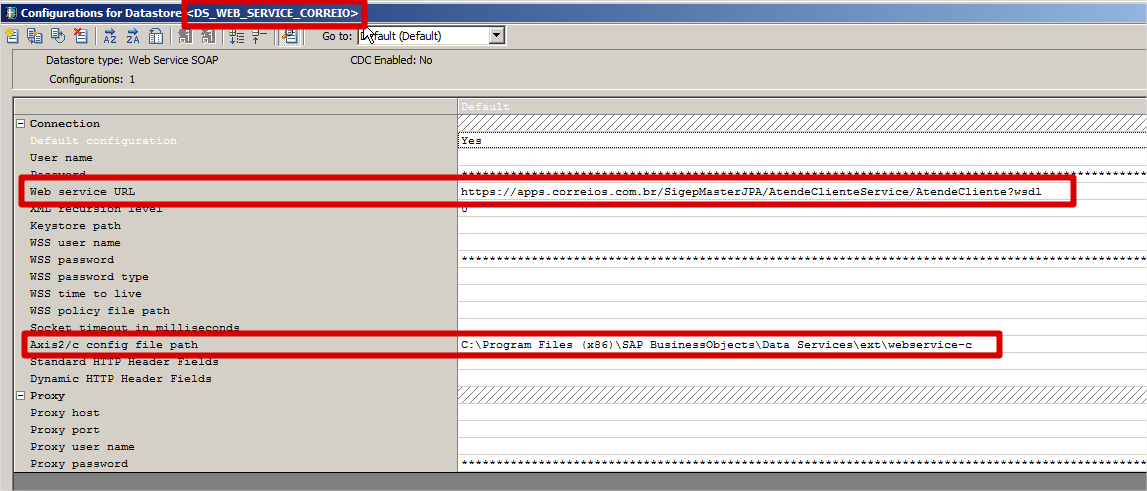 Configurations for Datastore <DS_WEB_SERVICE_CORREIO>
Go to: Default (Default)
Datastore type: Web Service SOAP CDC Enabled: No
Configurations: 1
Default
Connection
Default configuration Yes
User name
Password ************************************************************
Web service URL https://apps.correios.com.br/SigepMasterJPA/AtendeClienteService/AtendeCliente?wsdl
XML recursion level 0
Keystore path
WSS user name
WSS password ************************************************************
WSS password type
WSS time to live
WSS policy file path
Socket timeout in milliseconds
Axis2/c config file path C:\Program Files (x86)\SAP BusinessObjects\Data Services\ext\webservice-c
Standard HTTP Header Fields
Dynamic HTTP Header Fields
Proxy
Proxy host
Proxy port
Proxy user name
Proxy password ************************************************************